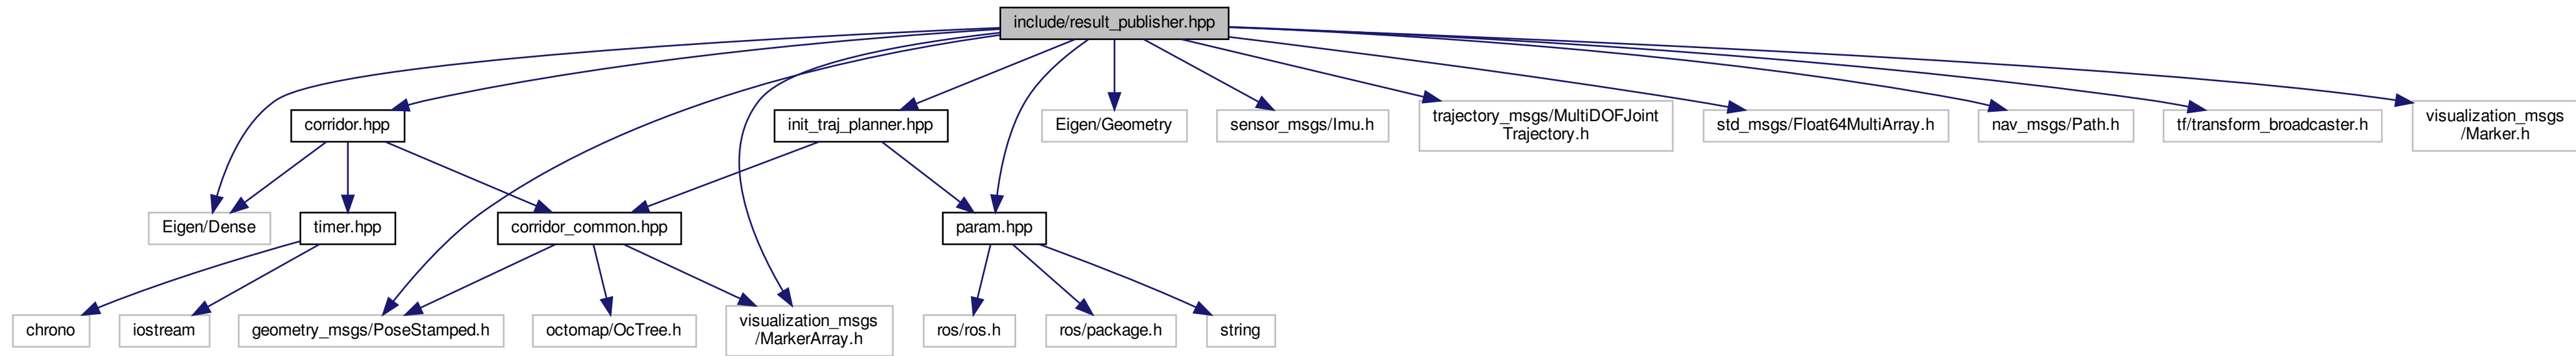 include/result_publisher.hpp
corridor.hpp
init_traj_planner.hpp
Eigen/Geometry
sensor_msgs/Imu.h
trajectory_msgs/MultiDOFJoint
Trajectory.h
std_msgs/Float64MultiArray.h
nav_msgs/Path.h
tf/transform_broadcaster.h
visualization_msgs
/Marker.h
Eigen/Dense
timer.hpp
corridor_common.hpp
param.hpp
chrono
iostream
geometry_msgs/PoseStamped.h
octomap/OcTree.h
visualization_msgs
/MarkerArray.h
ros/ros.h
ros/package.h
string